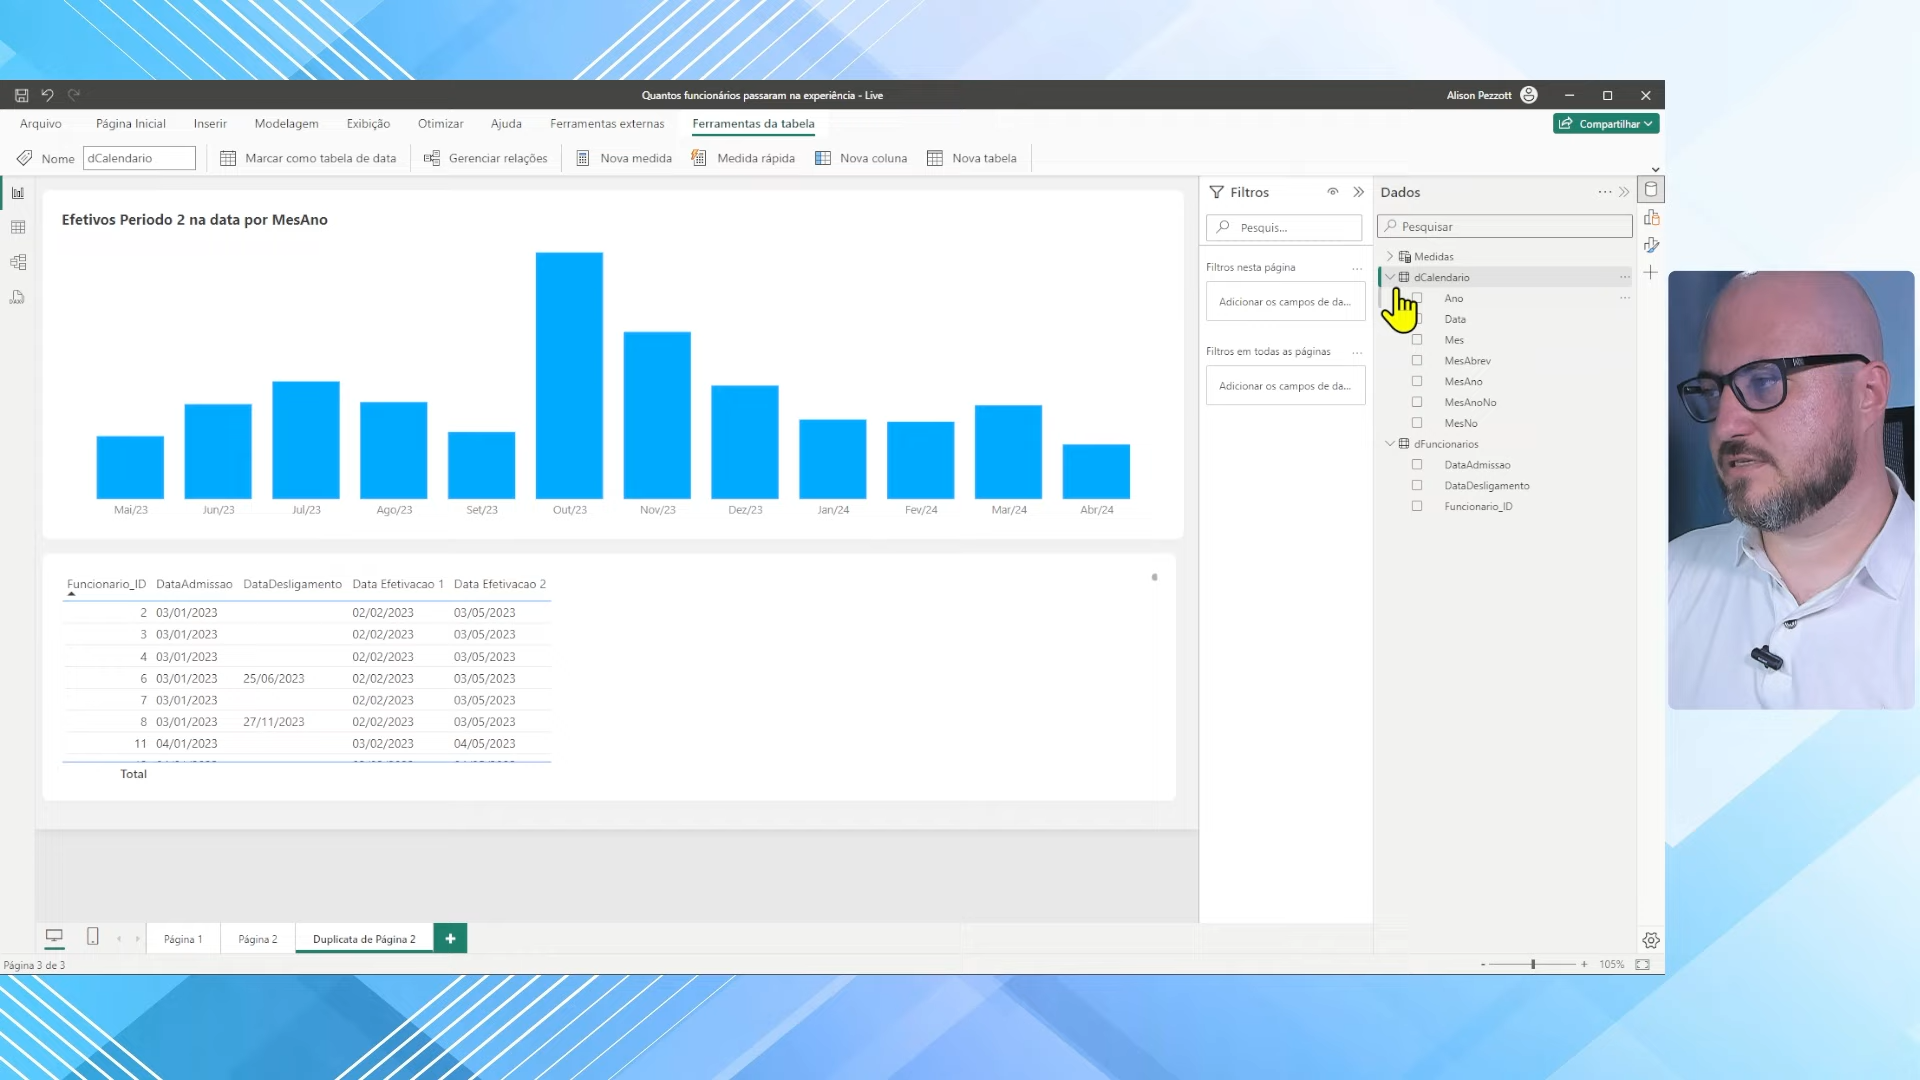 Quantos funcionários passaram na experiência - Live
Alison Pezzott
Arquivo
Página Inicial
Inserir
Modelagem
Exibição
Otimizar
Ajuda
Ferramentas externas
Ferramentas da tabela
Compartilhar
Nome
dCalendario
Marcar como tabela de data
Gerenciar relações
Nova medida
Medida rápida
Nova coluna
Nova tabela
Efetivos Periodo 2 na data por MesAno
Mai/23 Jun/23 Jul/23 Ago/23 Set/23 Out/23 Nov/23 Dez/23 Jan/24 Fev/24 Mar/24 Abr/24
Funcionario_ID DataAdmissao DataDesligamento Data Efetivacao 1 Data Efetivacao 2
2 03/01/2023 02/02/2023 03/05/2023
3 03/01/2023 02/02/2023 03/05/2023
4 03/01/2023 02/02/2023 03/05/2023
6 03/01/2023 25/06/2023 02/02/2023 03/05/2023
7 03/01/2023 02/02/2023 03/05/2023
8 03/01/2023 27/11/2023 02/02/2023 03/05/2023
11 04/01/2023 03/02/2023 04/05/2023
Total
Filtros
Pesquis...
Filtros nesta página ...
Adicionar os campos de da...
Filtros em todas as páginas ...
Adicionar os campos de da...
Dados
Pesquisar
Medidas
dCalendario
Ano
Data
Mes
MesAbrev
MesAno
MesAnoNo
MesNo
dFuncionarios
DataAdmissao
DataDesligamento
Funcionario_ID
Página 1
Página 2
Duplicata de Página 2
+
Página 3 de 3
- + 105%